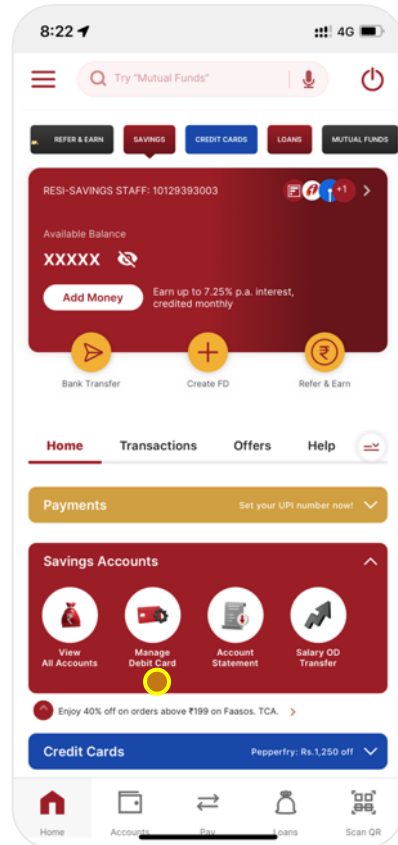 8:22
4G
Try "Mutual Funds"
REFER & EARN
SAVINGS
CREDIT CARDS
LOANS
MUTUAL FUNDS
RESI-SAVINGS STAFF: 10129393003
+1
Available Balance
XXXXX
Add Money
Earn up to 7.25% p.a. interest,
credited monthly
Bank Transfer
Create FD
Refer & Earn
Home
Transactions
Offers
Help
Payments
Set your UPI number now!
Savings Accounts
View
All Accounts
Manage
Debit Card
Account
Statement
Salary OD
Transfer
Enjoy 40% off on orders above ₹199 on Faasos. TCA.
Credit Cards
Pepperfry: Rs.1,250 off
Home
Accounts
Pay
Loans
Scan QR